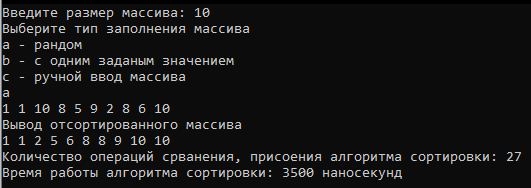 Введите размер массива: 10
Выберите тип заполнения массива
a - рандом
b - с одним заданым значением
c - ручной ввод массива
a
1 1 10 8 5 9 2 8 6 10
Вывод отсортированного массива
1 1 2 5 6 8 8 9 10 10
Количество операций срванения, присоения алгоритма сортировки: 27
Время работы алгоритма сортировки: 3500 наносекунд